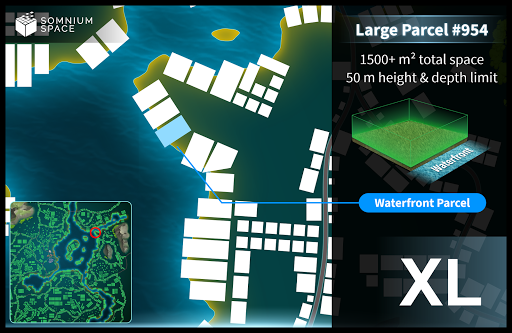 SOMNIUM
SPACE
Large Parcel #954
1500+ m² total space
50 m height & depth limit
Waterfront
Waterfront Parcel
XL